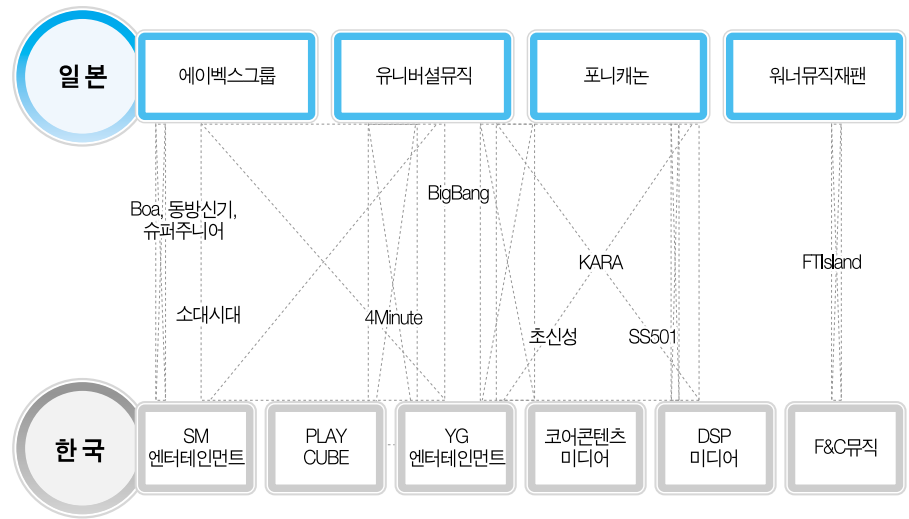 일본
에이벡스그룹
유니버셜뮤직
포니캐논
워너뮤직재팬
BigBang
Boa, 동방신기,
슈퍼주니어
KARA
FTIsland
소대시대
4Minute
초신성
SS501
한국
SM
엔터테인먼트
PLAY
CUBE
YG
엔터테인먼트
코어콘텐츠
미디어
DSP
미디어
F&C뮤직